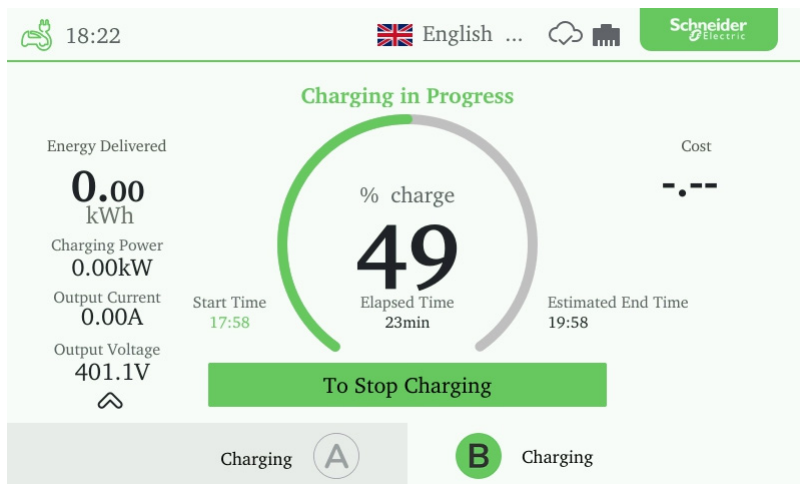 18:22
English ...
Schneider
Electric
Charging in Progress
Energy Delivered
0.00
kWh
Charging Power
0.00kW
Output Current
0.00A
Output Voltage
401.1V
% charge
49
Cost
-.--
Start Time
17:58
Elapsed Time
23min
Estimated End Time
19:58
To Stop Charging
Charging A
B Charging